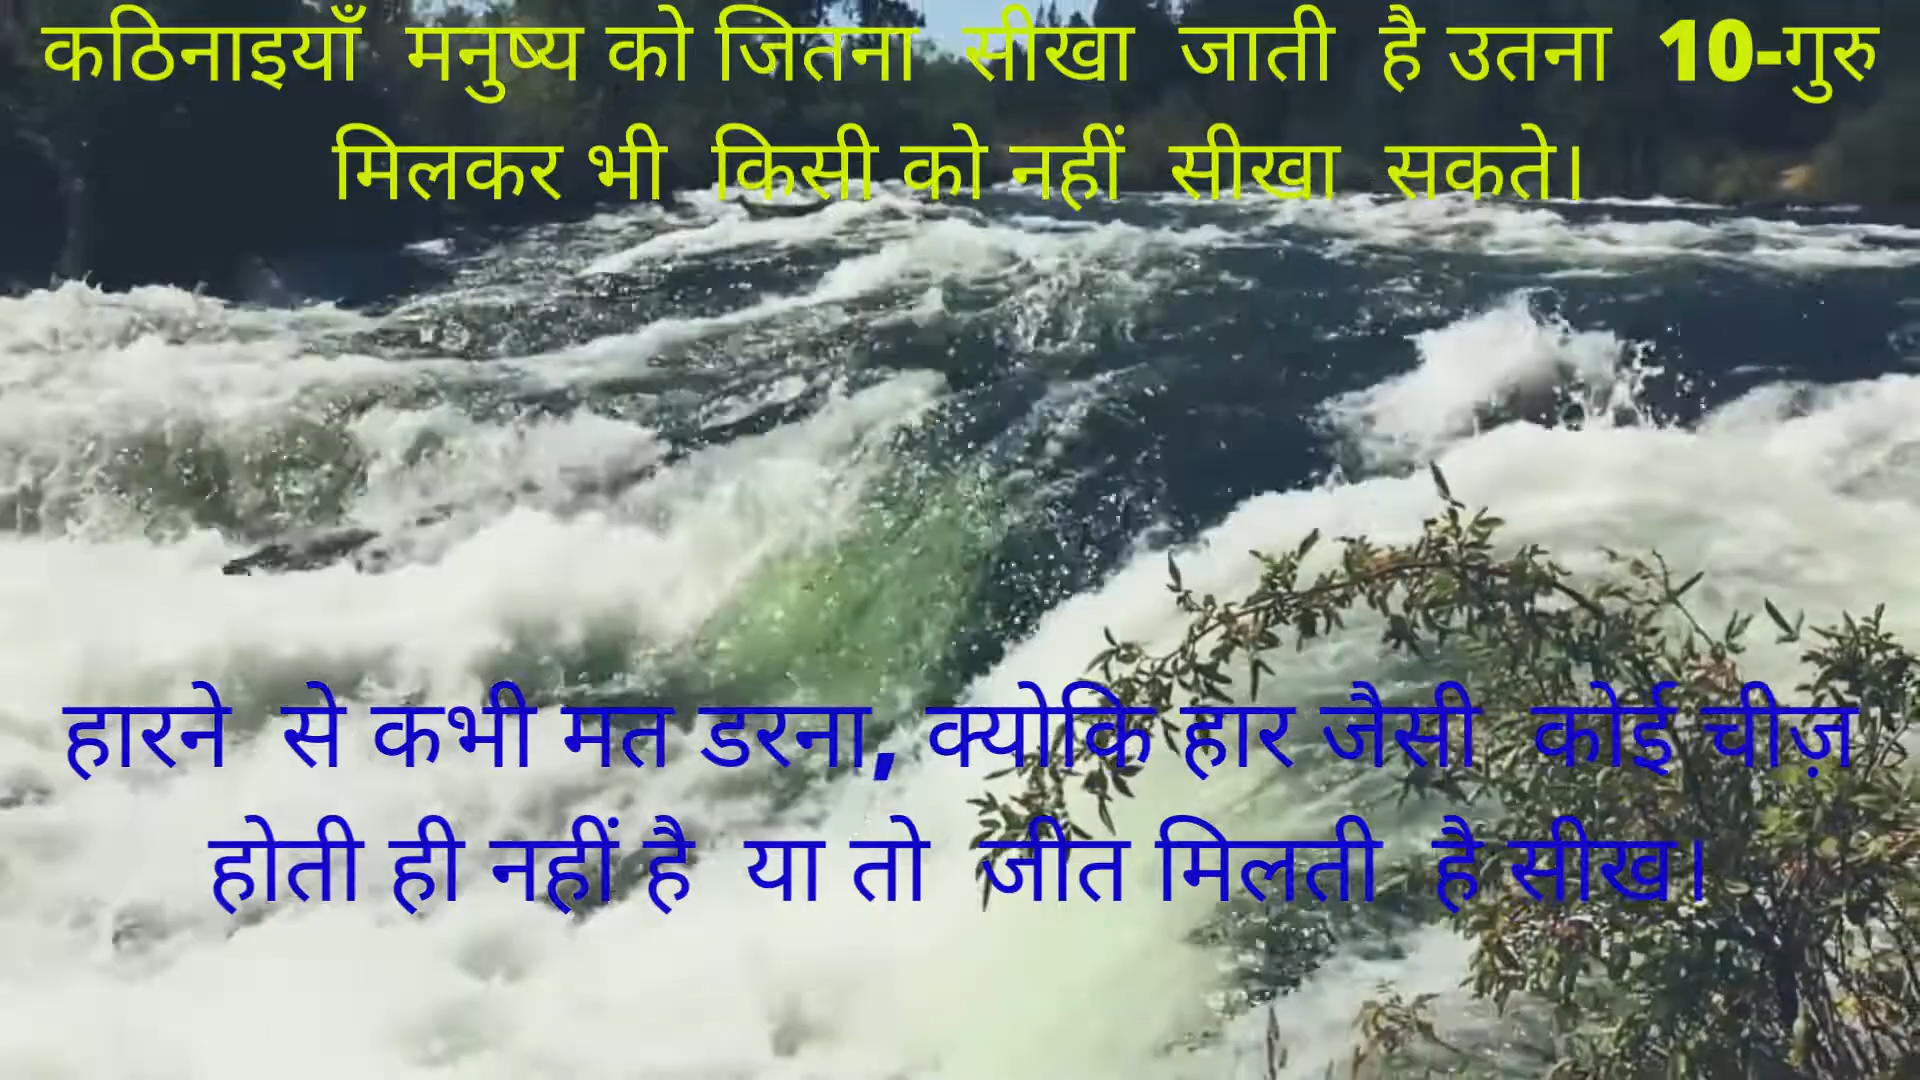 कठिनाइयाँ मनुष्य को जितना सीखा जाती है उतना 10-गुरु
मिलकर भी किसी को नहीं सीखा सकते।
हारने से कभी मत डरना, क्योकि हार जैसी कोई चीज़
होती ही नहीं है या तो जीत मिलती है सीख।